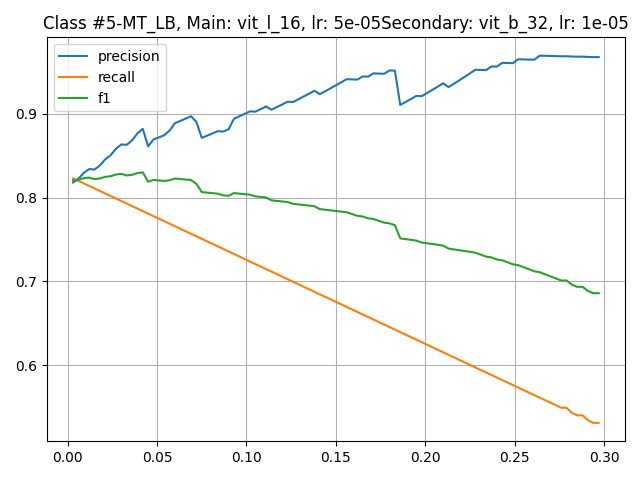 Class #5-MT_LB, Main: vit_l_16, lr: 5e-05Secondary: vit_b_32, lr: 1e-05
precision
recall
f1
0.9
0.8
0.7
0.6
0.00 0.05 0.10 0.15 0.20 0.25 0.30